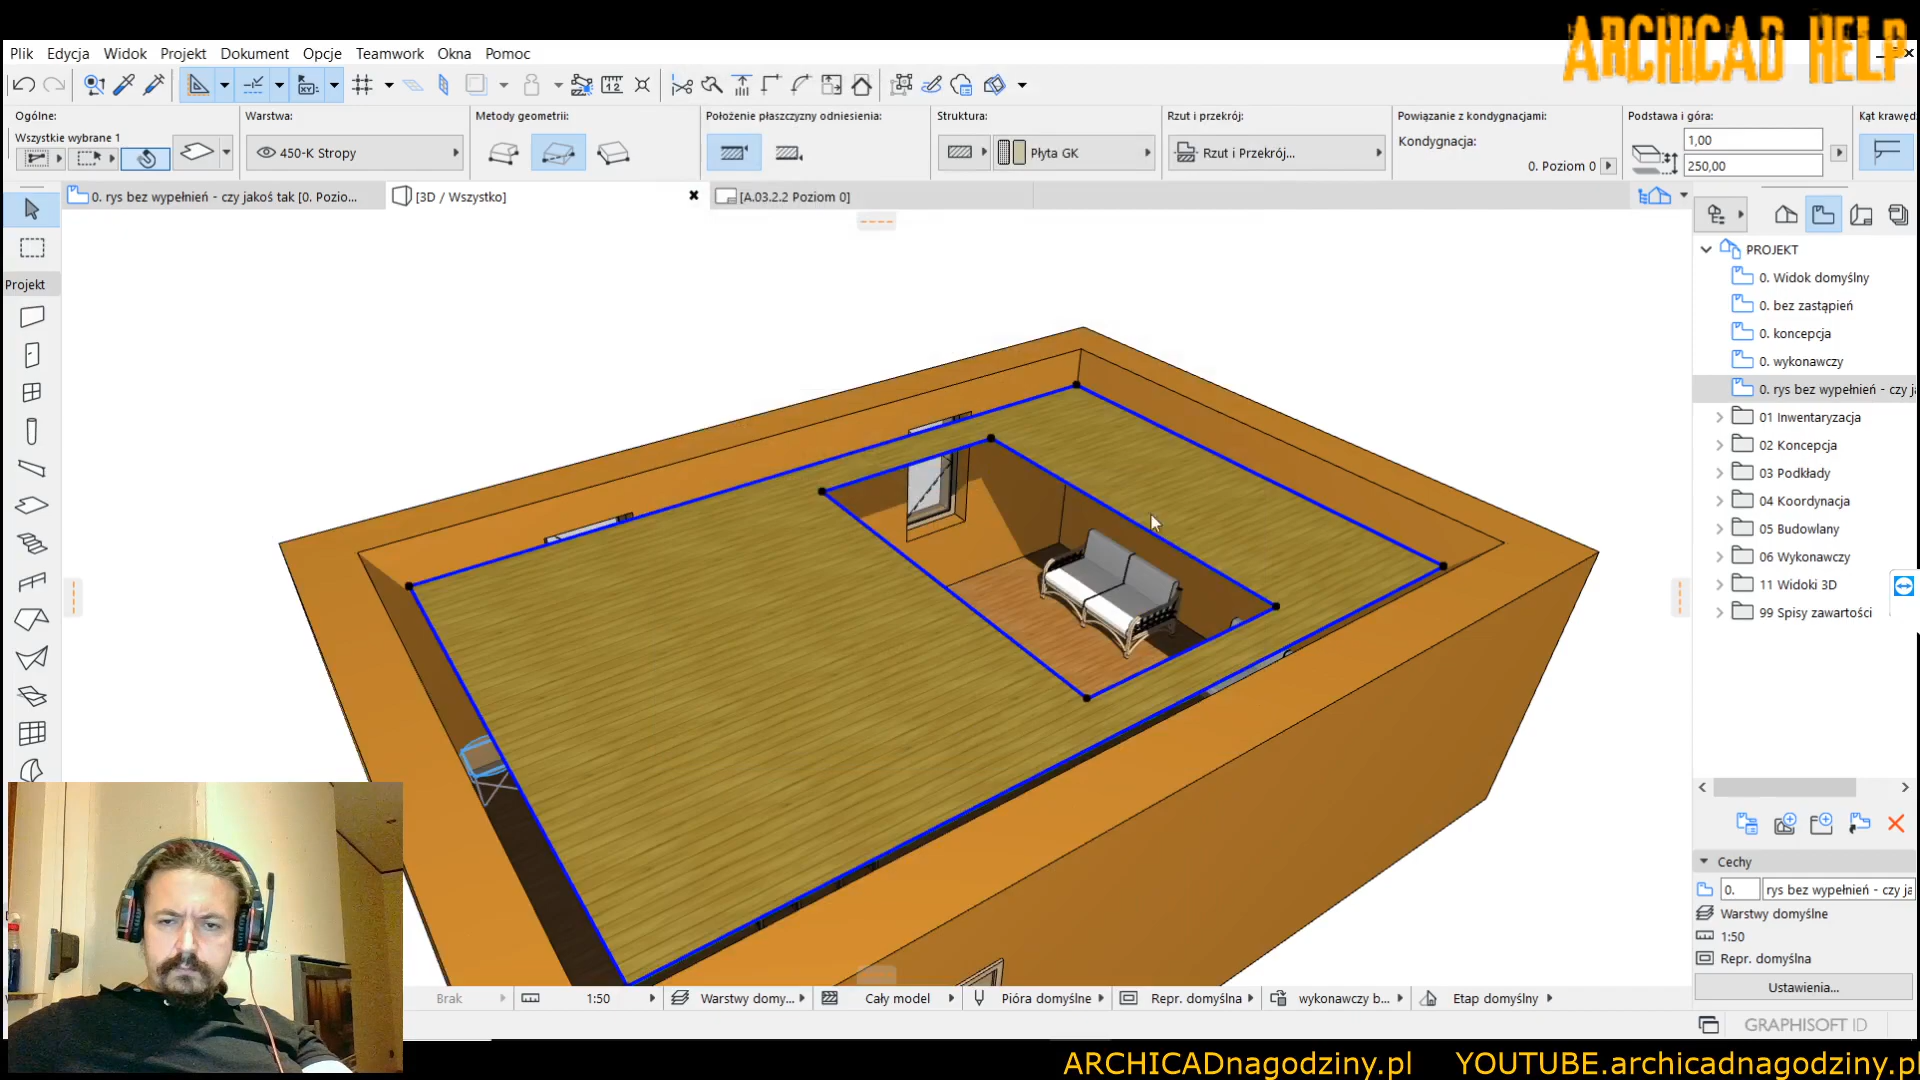 ARCHICAD HELP
Plik Edycja Widok Projekt Dokument Opcje Teamwork Okna Pomoc
Ogólne:
Wszystkie wybrane 1
Warstwa:
450-K Stropy
Metody geometrii:
Położenie płaszczyzny odniesienia:
Struktura:
Płyta GK
Rzut i przekrój:
Rzut i Przekrój...
Powiązanie z kondygnacjami:
Kondygnacja:
0. Poziom 0
Podstawa i góra:
1,00
250,00
Kąt krawęd
0. rys bez wypełnień - czy jakoś tak [0. Pozio...
[3D / Wszystko]
[A.03.2.2 Poziom 0]
Projekt
PROJEKT
0. Widok domyślny
0. bez zastąpień
0. koncepcja
0. wykonawczy
0. rys bez wypełnień - czy ja
01 Inwentaryzacja
02 Koncepcja
03 Podkłady
04 Koordynacja
05 Budowlany
06 Wykonawczy
11 Widoki 3D
99 Spisy zawartości
Cechy
0. rys bez wypełnień - czy ja
Warstwy domyślne
1:50
Repr. domyślna
Ustawienia...
Brak 1:50 Warstwy domy... Cały model Pióra domyślne Repr. domyślna wykonawczy b... Etap domyślny
GRAPHISOFT ID
ARCHICADnagodziny.pl YOUTUBE.archicadnagodziny.pl